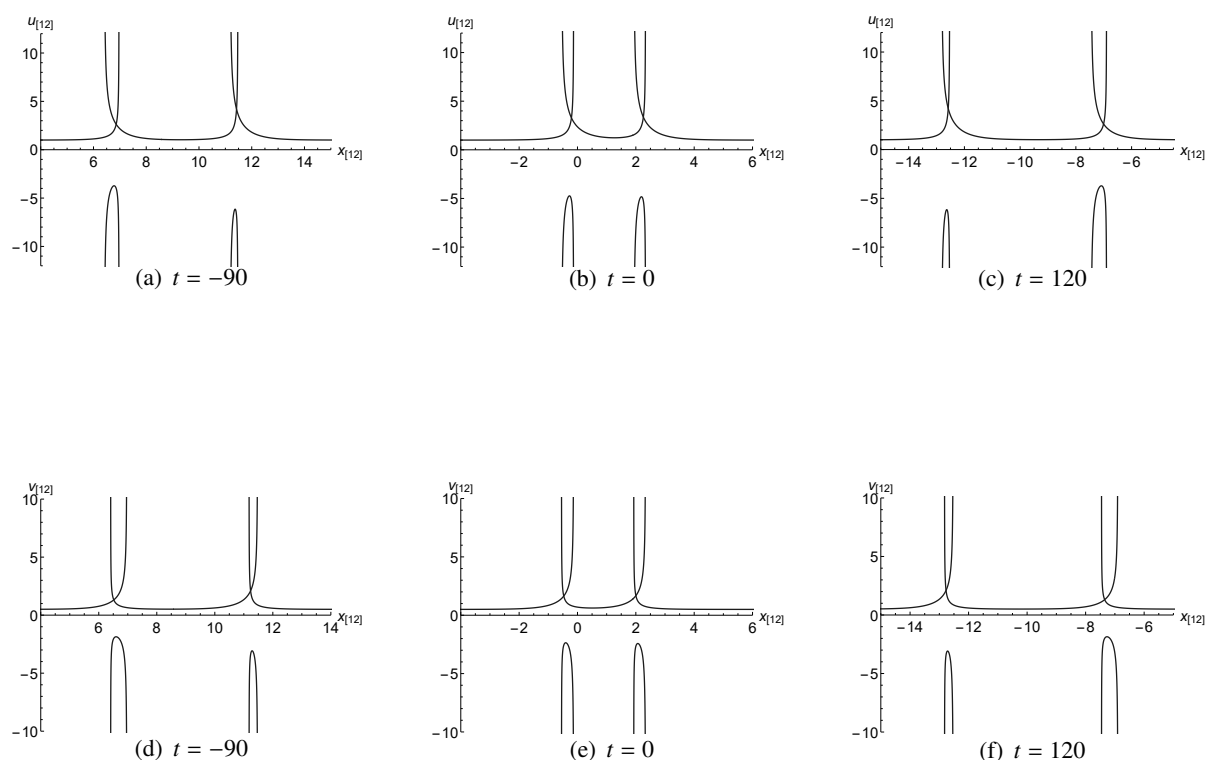 u[12]
10
5
0
−5
−10
6 8 10 12 14
x[12]
(a) t = −90
u[12]
10
5
0
−5
−10
−2 0 2 4 6
x[12]
(b) t = 0
u[12]
10
5
0
−5
−10
−14 −12 −10 −8 −6
x[12]
(c) t = 120
v[12]
10
5
0
−5
−10
6 8 10 12 14
x[12]
(d) t = −90
v[12]
10
5
0
−5
−10
−2 0 2 4 6
x[12]
(e) t = 0
v[12]
10
5
0
−5
−10
−14 −12 −10 −8 −6
x[12]
(f) t = 120